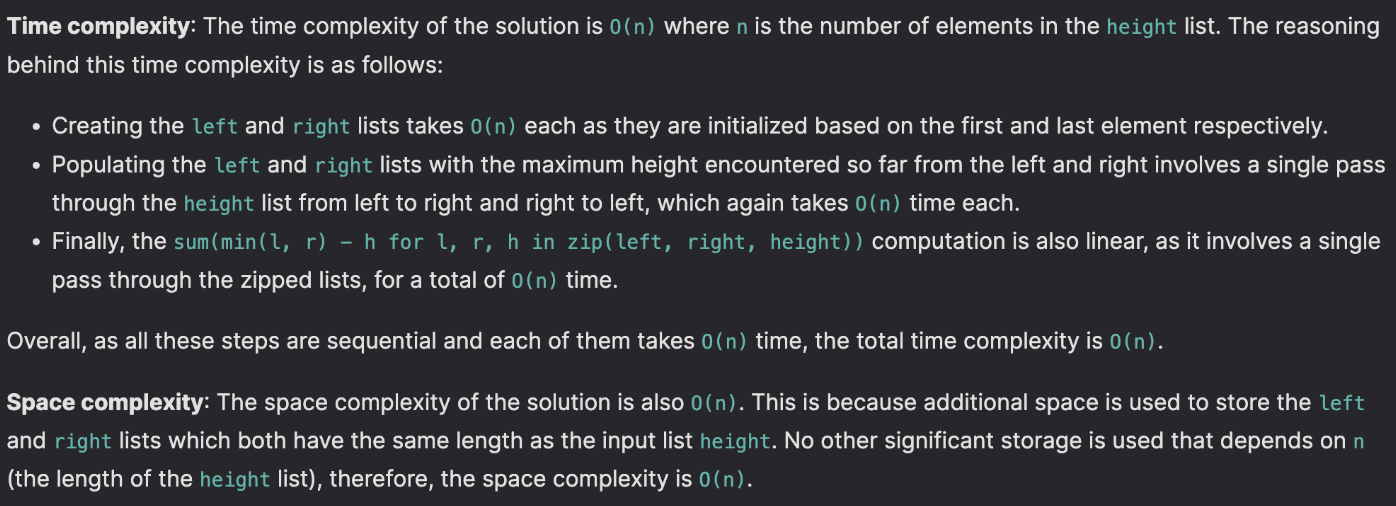 Time complexity: The time complexity of the solution is O(n) where n is the number of elements in the height list. The reasoning
behind this time complexity is as follows:
• Creating the left and right lists takes O(n) each as they are initialized based on the first and last element respectively.
• Populating the left and right lists with the maximum height encountered so far from the left and right involves a single pass
through the height list from left to right and right to left, which again takes O(n) time each.
• Finally, the sum(min(l, r) - h for l, r, h in zip(left, right, height)) computation is also linear, as it involves a single
pass through the zipped lists, for a total of O(n) time.
Overall, as all these steps are sequential and each of them takes O(n) time, the total time complexity is O(n).
Space complexity: The space complexity of the solution is also O(n). This is because additional space is used to store the left
and right lists which both have the same length as the input list height. No other significant storage is used that depends on n
(the length of the height list), therefore, the space complexity is O(n).